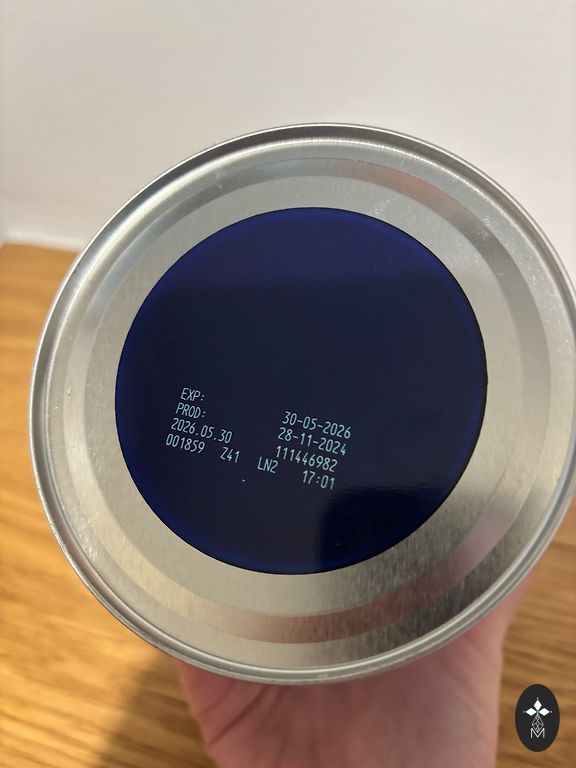 EXP: 30-05-2026
PROD: 28-11-2024
2026.05.30 111446982
001859 Z41 LN2 17:01
M